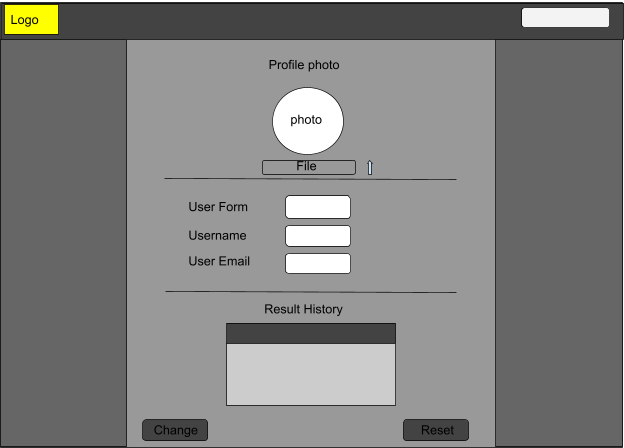 Logo
Profile photo
photo
File
User Form
Username
User Email
Result History
Change
Reset